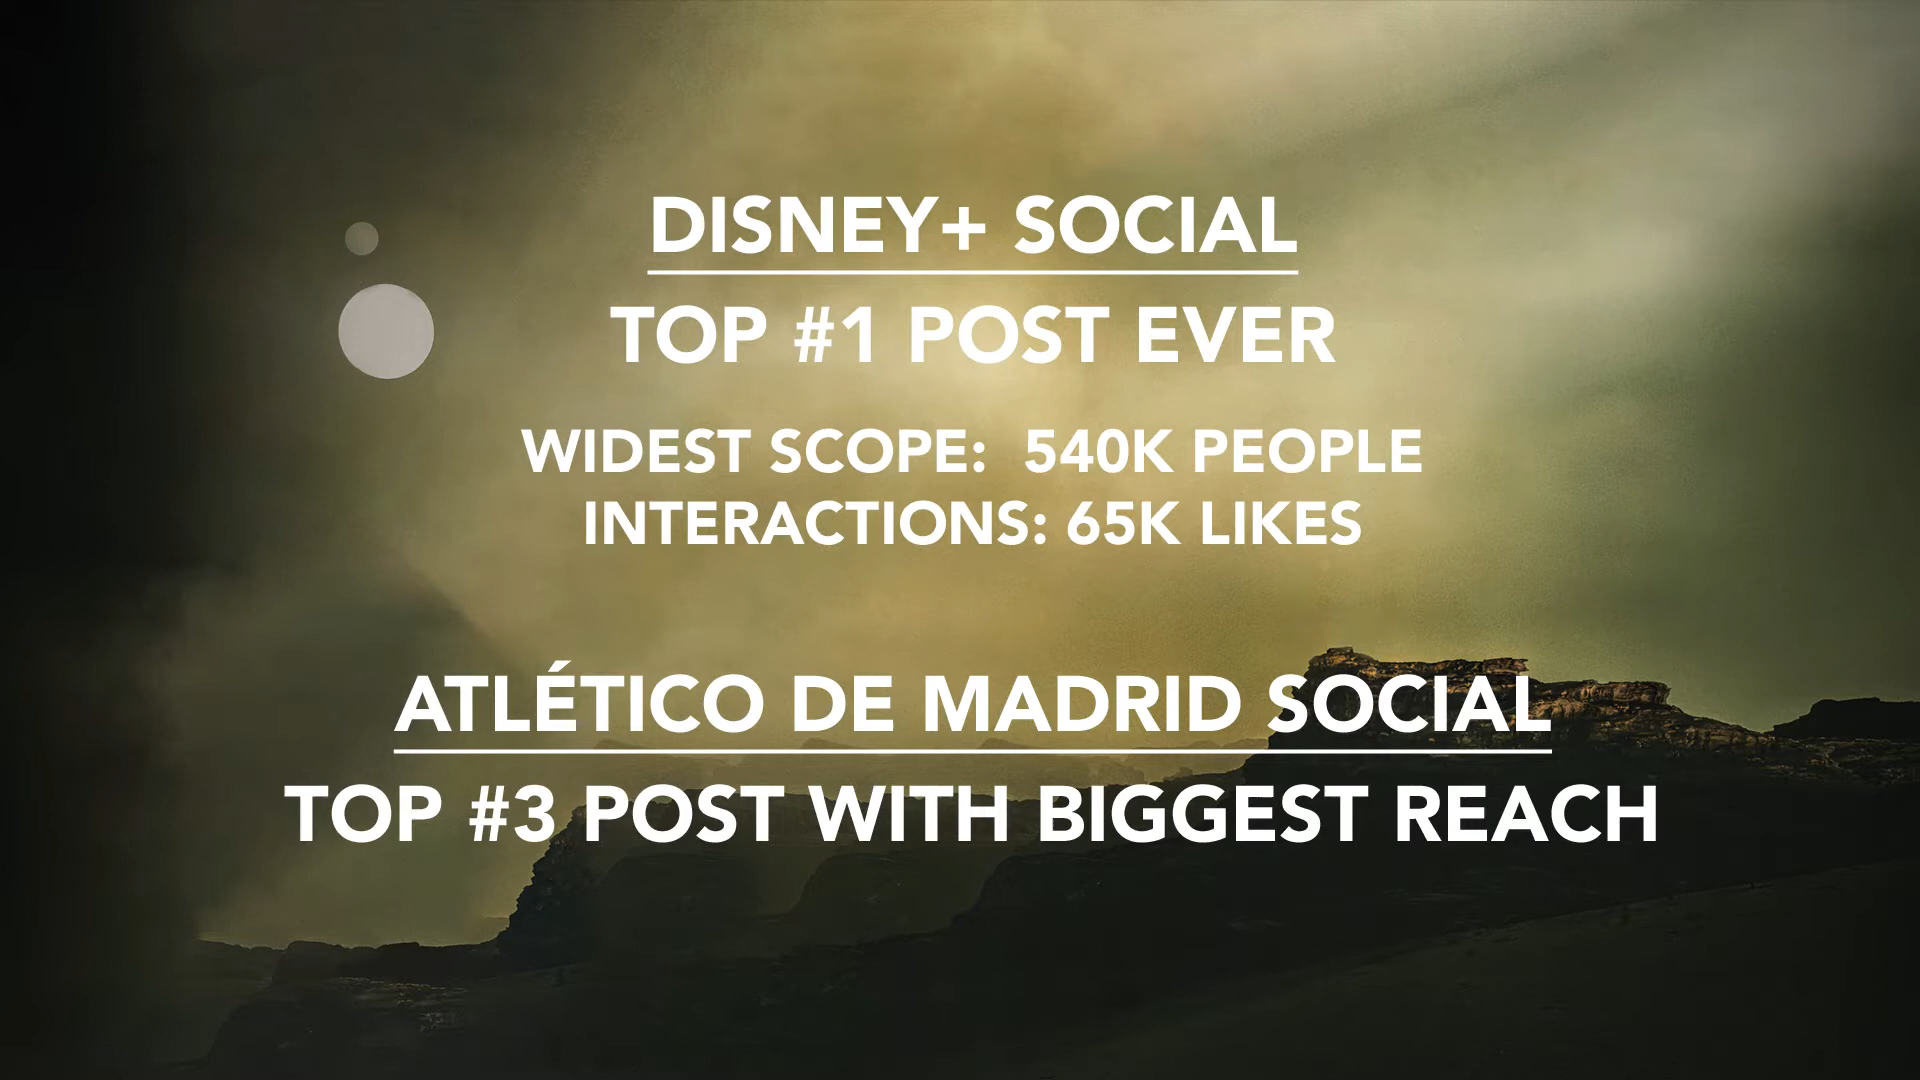 DISNEY+ SOCIAL
TOP #1 POST EVER
WIDEST SCOPE: 540K PEOPLE
INTERACTIONS: 65K LIKES
ATLÉTICO DE MADRID SOCIAL
TOP #3 POST WITH BIGGEST REACH